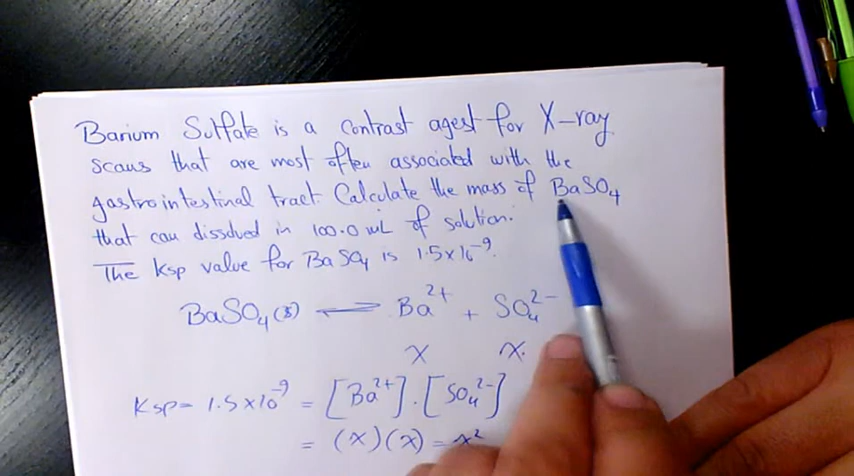 Barium Sulfate is a contrast agent for X-ray
scans that are most often associated with the
gastrointestinal tract. Calculate the mass of BaSO₄
that can dissolved in 100.0 mL of solution.
The Ksp value for BaSO₄ is 1.5x10⁻⁹.
BaSO₄(s) ⇌ Ba²⁺ + SO₄²⁻
x x.
Ksp = 1.5x10⁻⁹ = [Ba²⁺].[SO₄²⁻]
= (x)(x) = x²